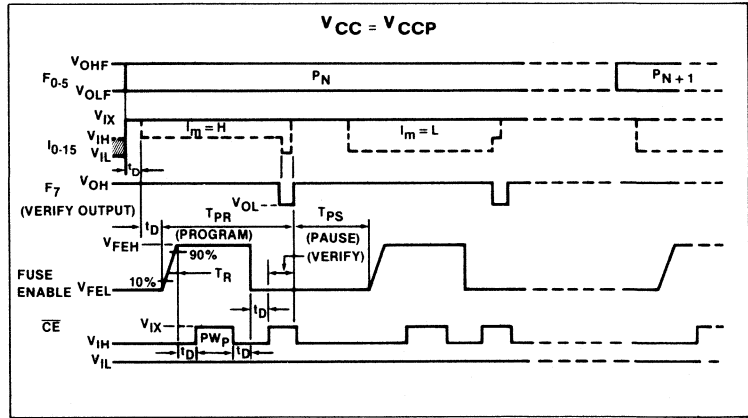 VCC = VCCP
VOHF
F0-5
PN
PN + 1
VOLF
VIX
Im = H
Im = L
VIH
I0-15
VIL
tD
F7
VOH
(VERIFY OUTPUT)
VOL
tD
TPR
TPS
(PROGRAM)
(PAUSE)
(VERIFY)
VFEH
90%
FUSE
ENABLE
TR
10%
VFEL
tD
CE
VIX
VIH
PWP
tD
tD
VIL